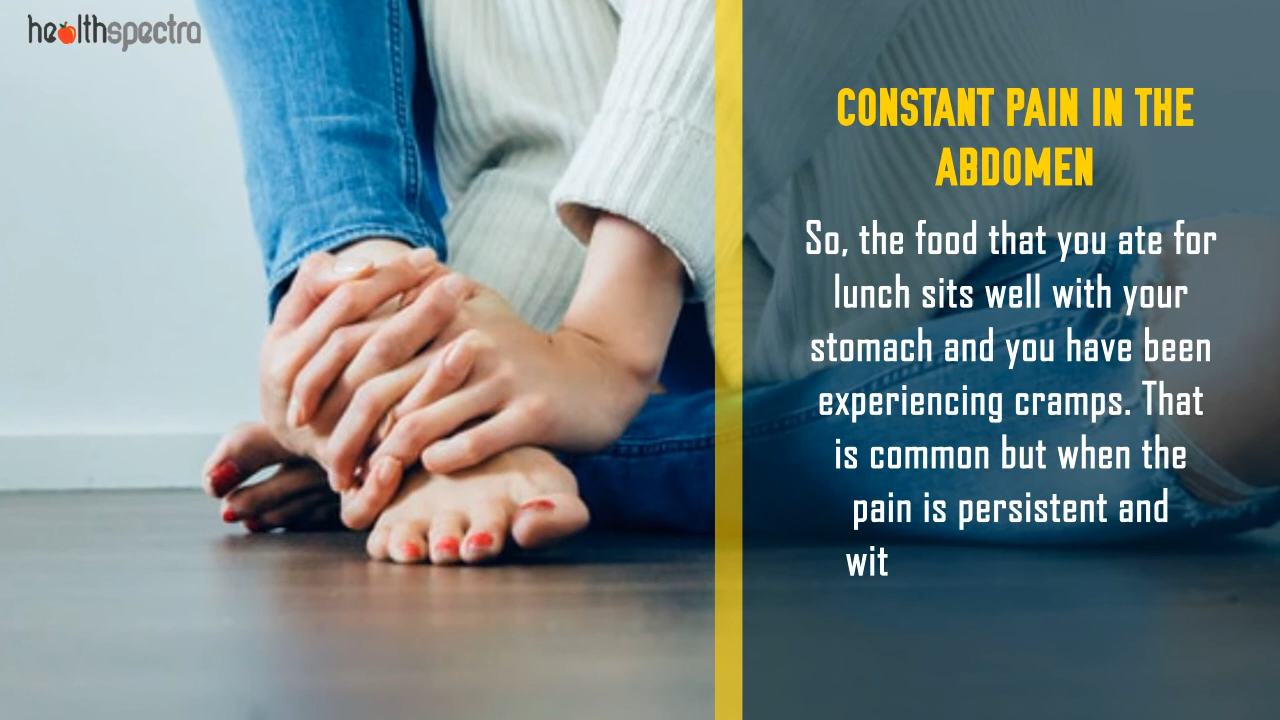 healthspectra
CONSTANT PAIN IN THE
ABDOMEN
So, the food that you ate for
lunch sits well with your
stomach and you have been
experiencing cramps. That
is common but when the
pain is persistent and
wit